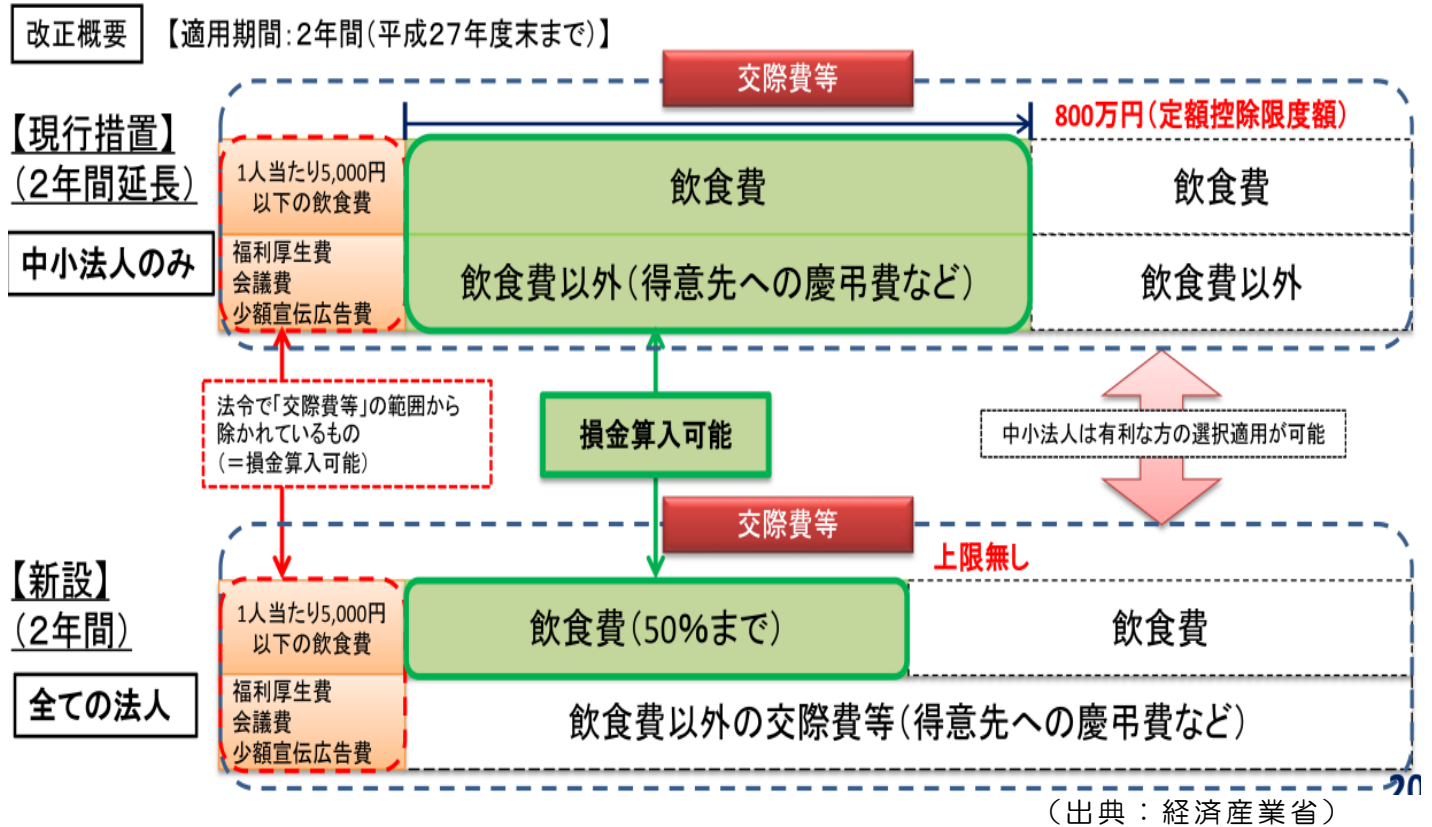 改正概要
【適用期間:2年間(平成27年度末まで)】
交際費等
800万円(定額控除限度額)
【現行措置】
(2年間延長)
中小法人のみ
1人当たり5,000円
以下の飲食費
飲食費
飲食費
福利厚生費
会議費
少額宣伝広告費
飲食費以外(得意先への慶弔費など)
飲食費以外
法令で「交際費等」の範囲から
除かれているもの
(=損金算入可能)
損金算入可能
中小法人は有利な方の選択適用が可能
交際費等
上限無し
【新設】
(2年間)
全ての法人
1人当たり5,000円
以下の飲食費
飲食費(50%まで)
飲食費
福利厚生費
会議費
少額宣伝広告費
飲食費以外の交際費等(得意先への慶弔費など)
20
(出典:経済産業省)